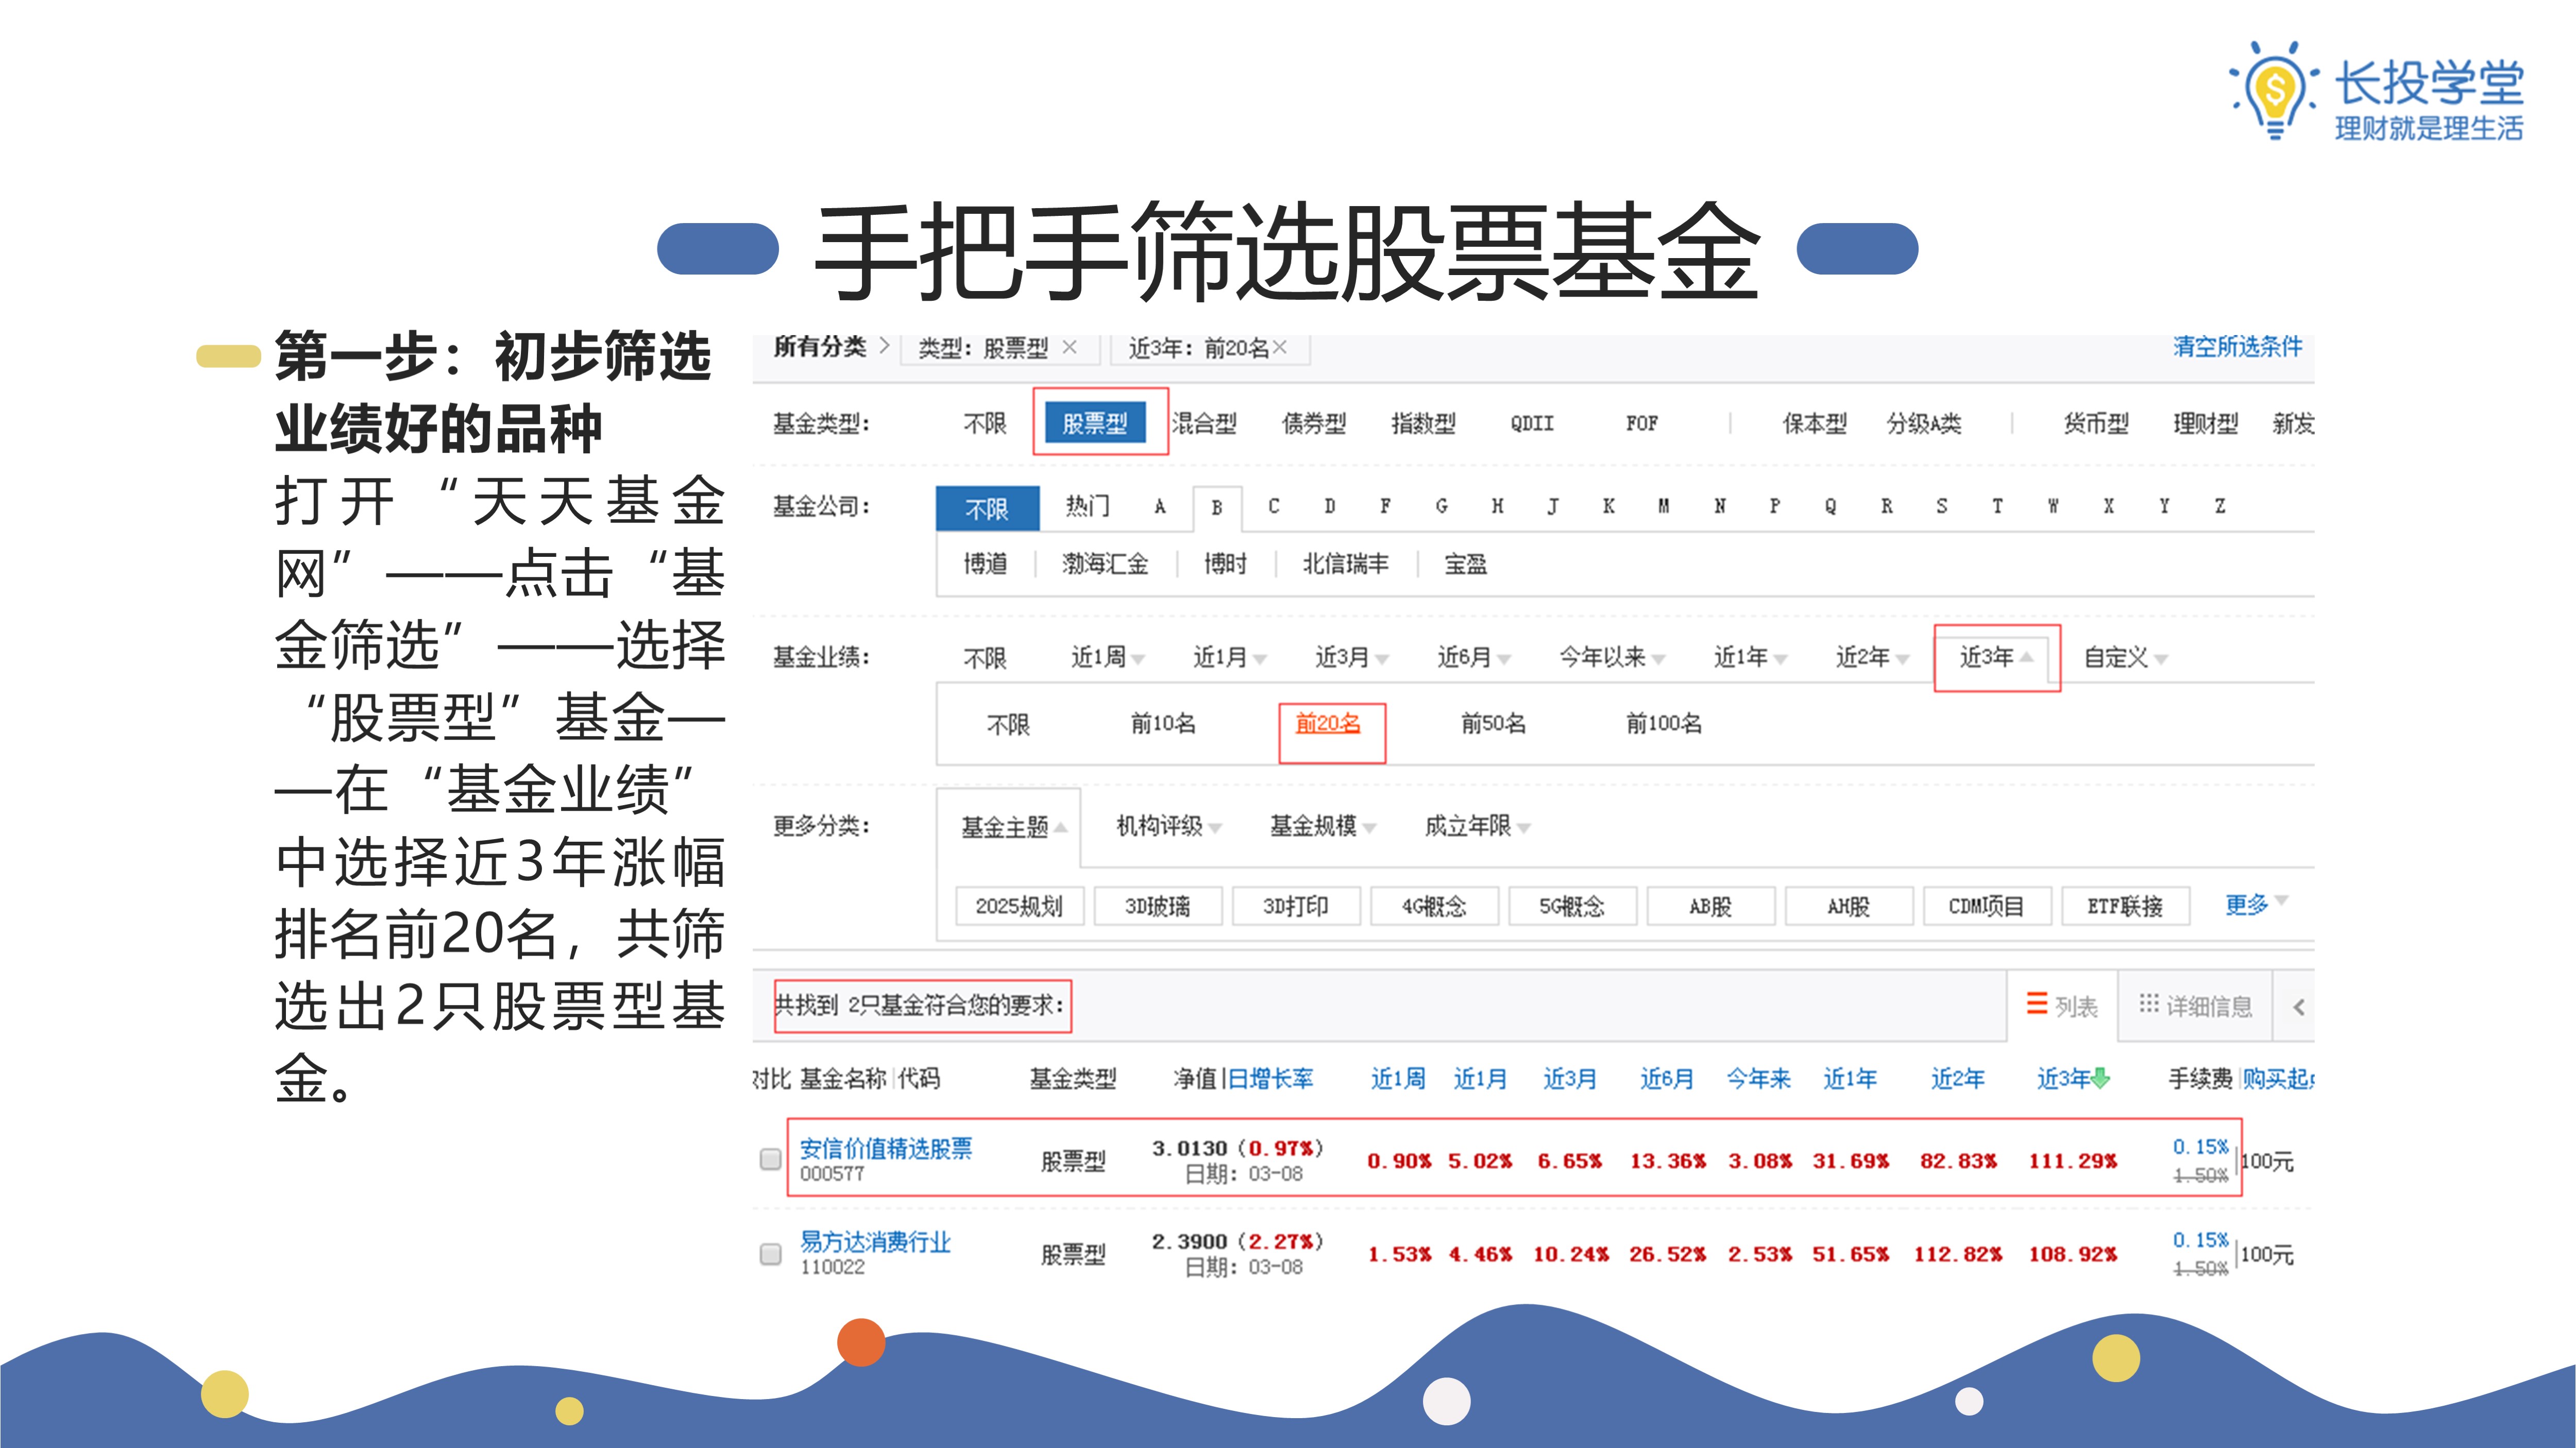 长投学堂
理财就是理生活
手把手筛选股票基金
第一步：初步筛选
业绩好的品种
打开“天天基金
网”——点击“基
金筛选”——选择
“股票型”基金—
—在“基金业绩”
中选择近3年涨幅
排名前20名，共筛
选出2只股票型基
金。
所有分类 > 类型：股票型 × 近3年：前20名× 清空所选条件
基金类型： 不限 股票型 混合型 债券型 指数型 QDII FOF | 保本型 分级A类 | 货币型 理财型 新发
基金公司： 不限 热门 A B C D F G H J K M N P Q R S T W X Y Z
博道 | 渤海汇金 | 博时 | 北信瑞丰 | 宝盈
基金业绩： 不限 近1周 近1月 近3月 近6月 今年以来 近1年 近2年 近3年 自定义
不限 前10名 前20名 前50名 前100名
更多分类： 基金主题 机构评级 基金规模 成立年限
2025规划 3D玻璃 3D打印 4G概念 5G概念 AB股 AH股 CDM项目 ETF联接 更多
共找到 2只基金符合您的要求： 列表 详细信息 <
对比 基金名称|代码 基金类型 净值|日增长率 近1周 近1月 近3月 近6月 今年来 近1年 近2年 近3年 手续费|购买起
安信价值精选股票 股票型 3.0130（0.97%） 0.90% 5.02% 6.65% 13.36% 3.08% 31.69% 82.83% 111.29% 0.15% |100元
000577 日期：03-08 1.50%
易方达消费行业 股票型 2.3900（2.27%） 1.53% 4.46% 10.24% 26.52% 2.53% 51.65% 112.82% 108.92% 0.15% |100元
110022 日期：03-08 1.50%